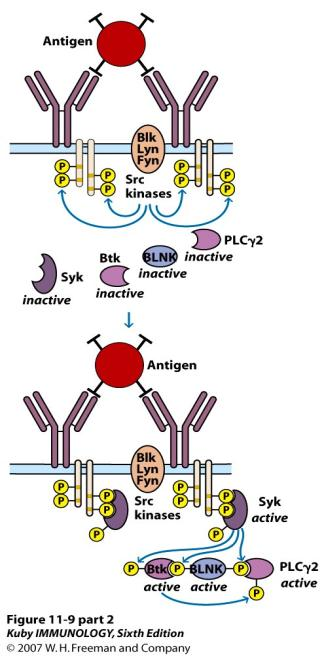 Antigen
Blk
Lyn
Fyn
P
P
P
P
P
P
P
P
Src
kinases
Syk
inactive
Btk
inactive
BLNK
inactive
PLCγ2
inactive
Antigen
Blk
Lyn
Fyn
P
P
P
P
P
Src
kinases
P
P
P
P
P
Syk
active
P
Btk
P
BLNK
P
PLCγ2
active
active
active
P
Figure 11-9 part 2
Kuby IMMUNOLOGY, Sixth Edition
© 2007 W. H. Freeman and Company